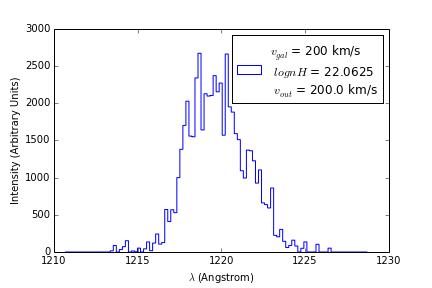 3000
2500
2000
1500
1000
500
0
1210
1215
1220
1225
1230
Intensity (Arbitrary Units)
λ (Angstrom)
v_gal = 200 km/s
lognH = 22.0625
v_out = 200.0 km/s